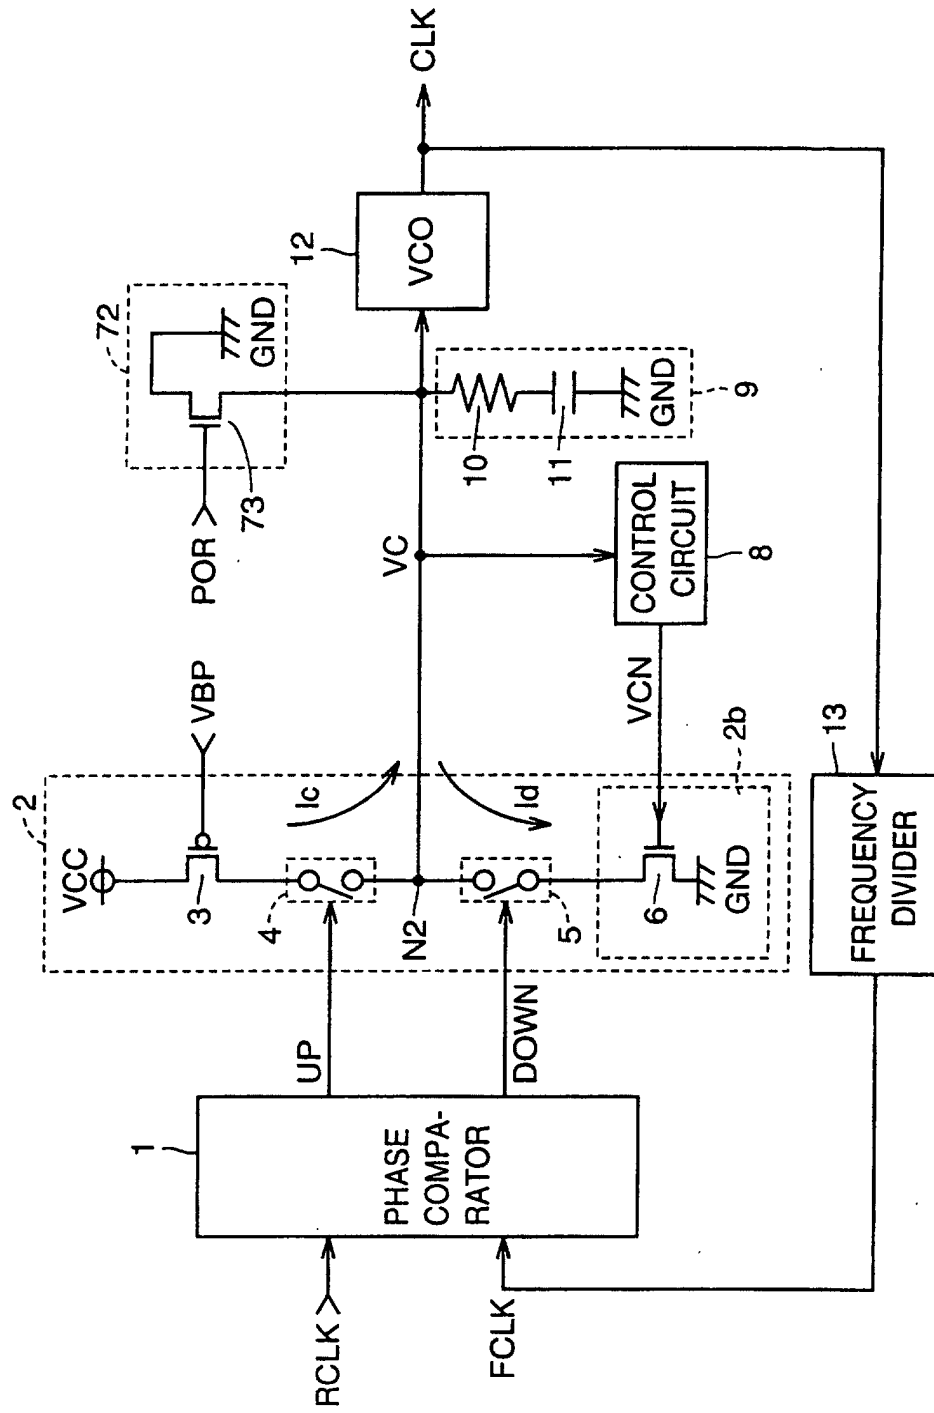 72
POR
73
GND
12
VCO
CLK
2
VCC
VBP
3
Ic
4
UP
N2
VC
10
11
GND
9
1
PHASE
COMPA-
RATOR
RCLK
FCLK
DOWN
5
Id
6
GND
2b
VCN
CONTROL
CIRCUIT
8
13
FREQUENCY
DIVIDER